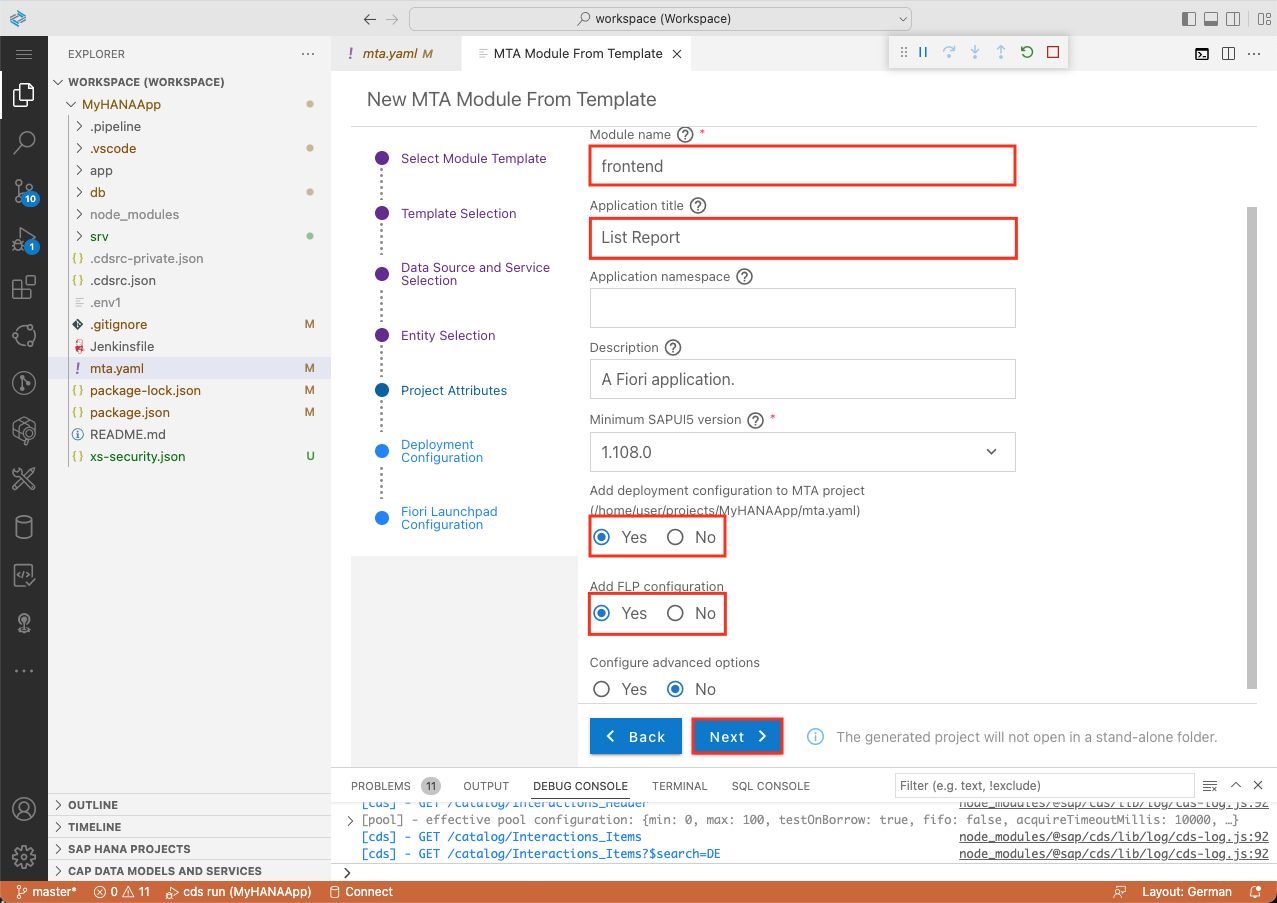 workspace (Workspace)
EXPLORER
WORKSPACE (WORKSPACE)
MyHANAApp
.pipeline
.vscode
app
db
node_modules
srv
.cdsrc-private.json
.cdsrc.json
.env1
.gitignore M
Jenkinsfile
mta.yaml M
package-lock.json M
package.json M
README.md
xs-security.json U
10
1
OUTLINE
TIMELINE
SAP HANA PROJECTS
CAP DATA MODELS AND SERVICES
mta.yaml M
MTA Module From Template
New MTA Module From Template
Select Module Template
Template Selection
Data Source and Service
Selection
Entity Selection
Project Attributes
Deployment
Configuration
Fiori Launchpad
Configuration
Module name *
frontend
Application title
List Report
Application namespace
Description
A Fiori application.
Minimum SAPUI5 version *
1.108.0
Add deployment configuration to MTA project
(/home/user/projects/MyHANAApp/mta.yaml)
Yes No
Add FLP configuration
Yes No
Configure advanced options
Yes No
Back Next The generated project will not open in a stand-alone folder.
PROBLEMS 11 OUTPUT DEBUG CONSOLE TERMINAL SQL CONSOLE Filter (e.g. text, !exclude)
[cds] - GET /catalog/Interactions_Header node_modules/@sap/cds/lib/log/cds-log.js:92
[pool] - effective pool configuration: {min: 0, max: 100, testOnBorrow: true, fifo: false, acquireTimeoutMillis: 10000, …}
[cds] - GET /catalog/Interactions_Items node_modules/@sap/cds/lib/log/cds-log.js:92
[cds] - GET /catalog/Interactions_Items?$search=DE node_modules/@sap/cds/lib/log/cds-log.js:92
master* 0 11 cds run (MyHANAApp) Connect Layout: German